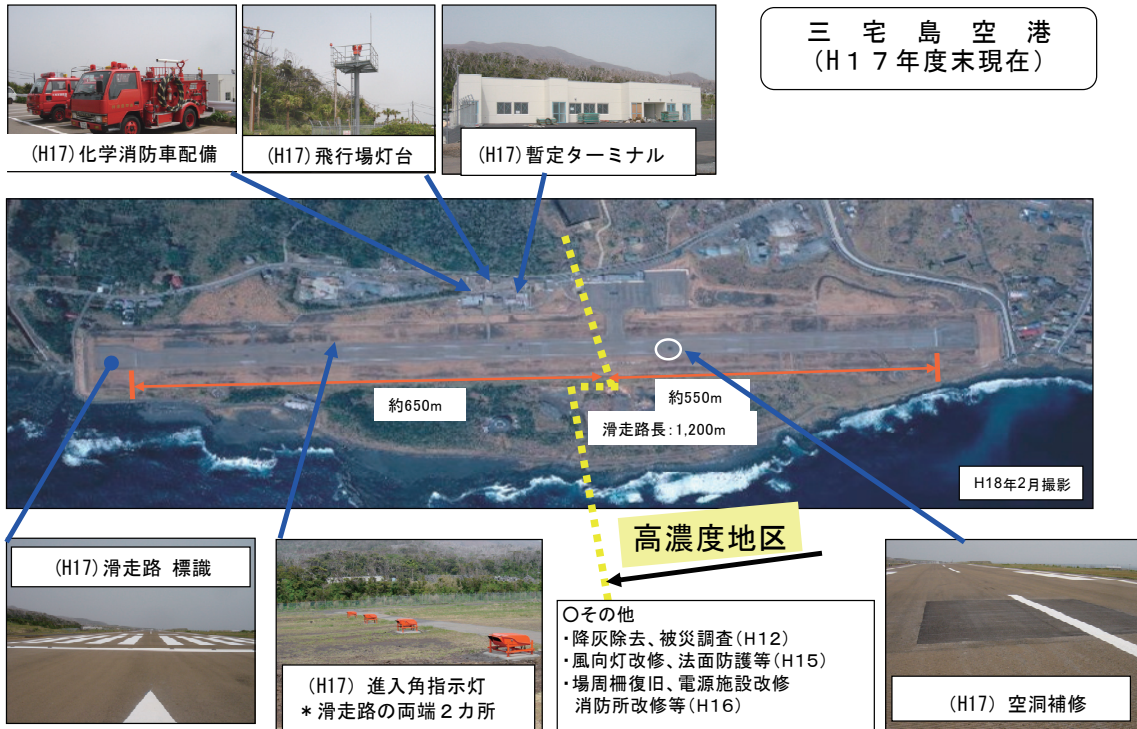 三宅島空港
(H17年度末現在)
(H17)化学消防車配備
(H17)飛行場灯台
(H17)暫定ターミナル
約650m
約550m
滑走路長:1,200m
H18年2月撮影
高濃度地区
(H17)滑走路 標識
(H17) 進入角指示灯
*滑走路の両端2カ所
○その他
・降灰除去、被災調査(H12)
・風向灯改修、法面防護等(H15)
・場周柵復旧、電源施設改修
消防所改修等(H16)
(H17) 空洞補修